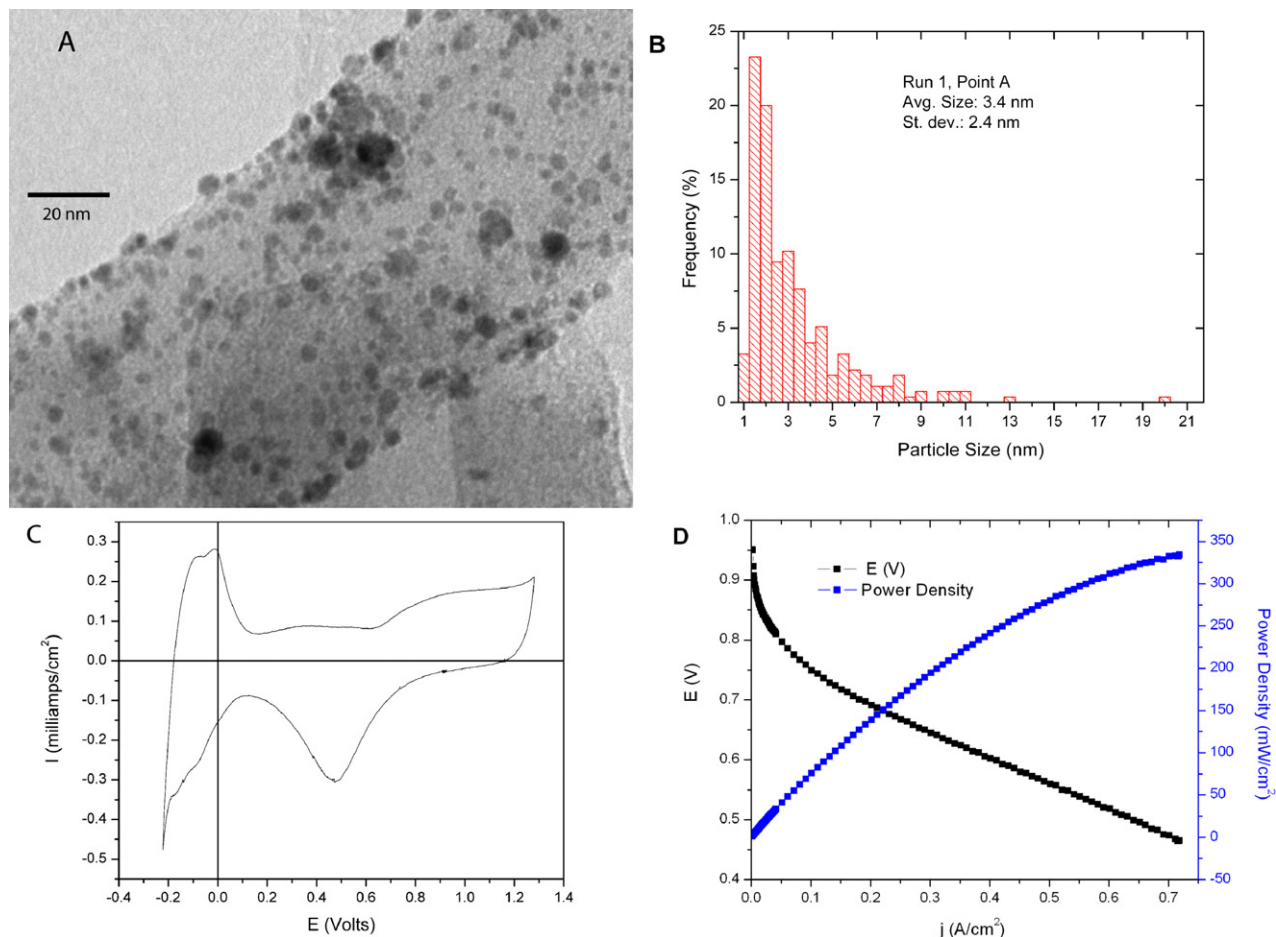 A
20 nm
B
25
20
15
10
5
0
Frequency (%)
Run 1, Point A
Avg. Size: 3.4 nm
St. dev.: 2.4 nm
1 3 5 7 9 11 13 15 17 19 21
Particle Size (nm)
C
0.3
0.2
0.1
0.0
-0.1
-0.2
-0.3
-0.4
-0.5
I (milliamps/cm²)
-0.4 -0.2 0.0 0.2 0.4 0.6 0.8 1.0 1.2 1.4
E (Volts)
D
1.0
0.9
0.8
0.7
0.6
0.5
0.4
E (V)
E (V)
Power Density
350
300
250
200
150
100
50
0
-50
Power Density (mW/cm²)
0.0 0.1 0.2 0.3 0.4 0.5 0.6 0.7
j (A/cm²)